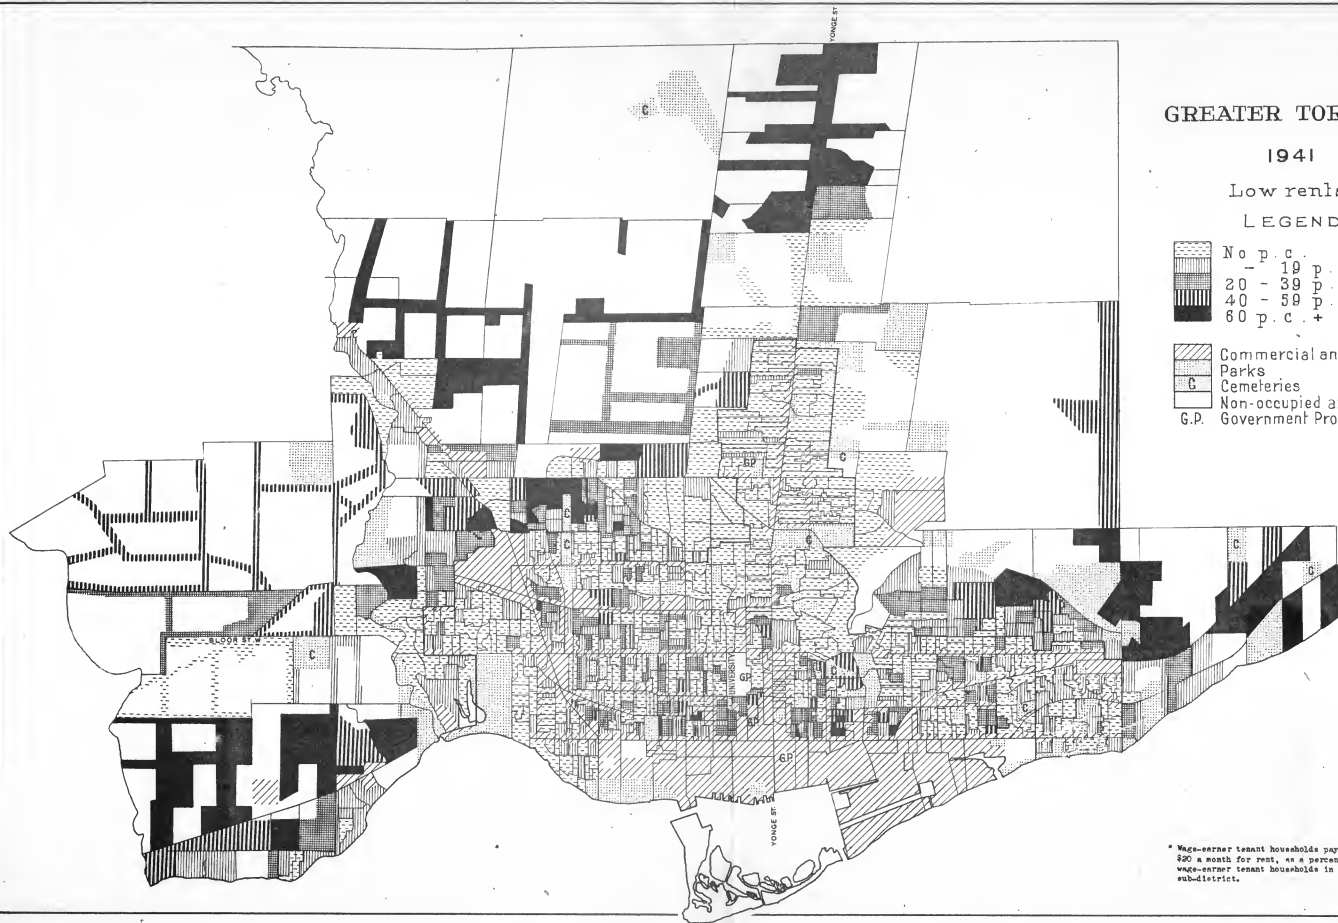 YONGE ST
GREATER TOR
1941
Low rents
LEGEND
No p.c.
- 19 p.
20 - 39 p.
40 - 59 p.
60 p.c. +
Commercial an
Parks
C Cemeteries
Non-occupied a
G.P. Government Pro
C
C
G.P.
C
C
C
C
C
C
BLOOR ST. W
C
UNIVERSITY
G.P.
G.P.
C
G.P.
YONGE ST.
* Wage-earner tenant households pay
$20 a month for rent, as a percen
wage-earner tenant households in
sub-district.